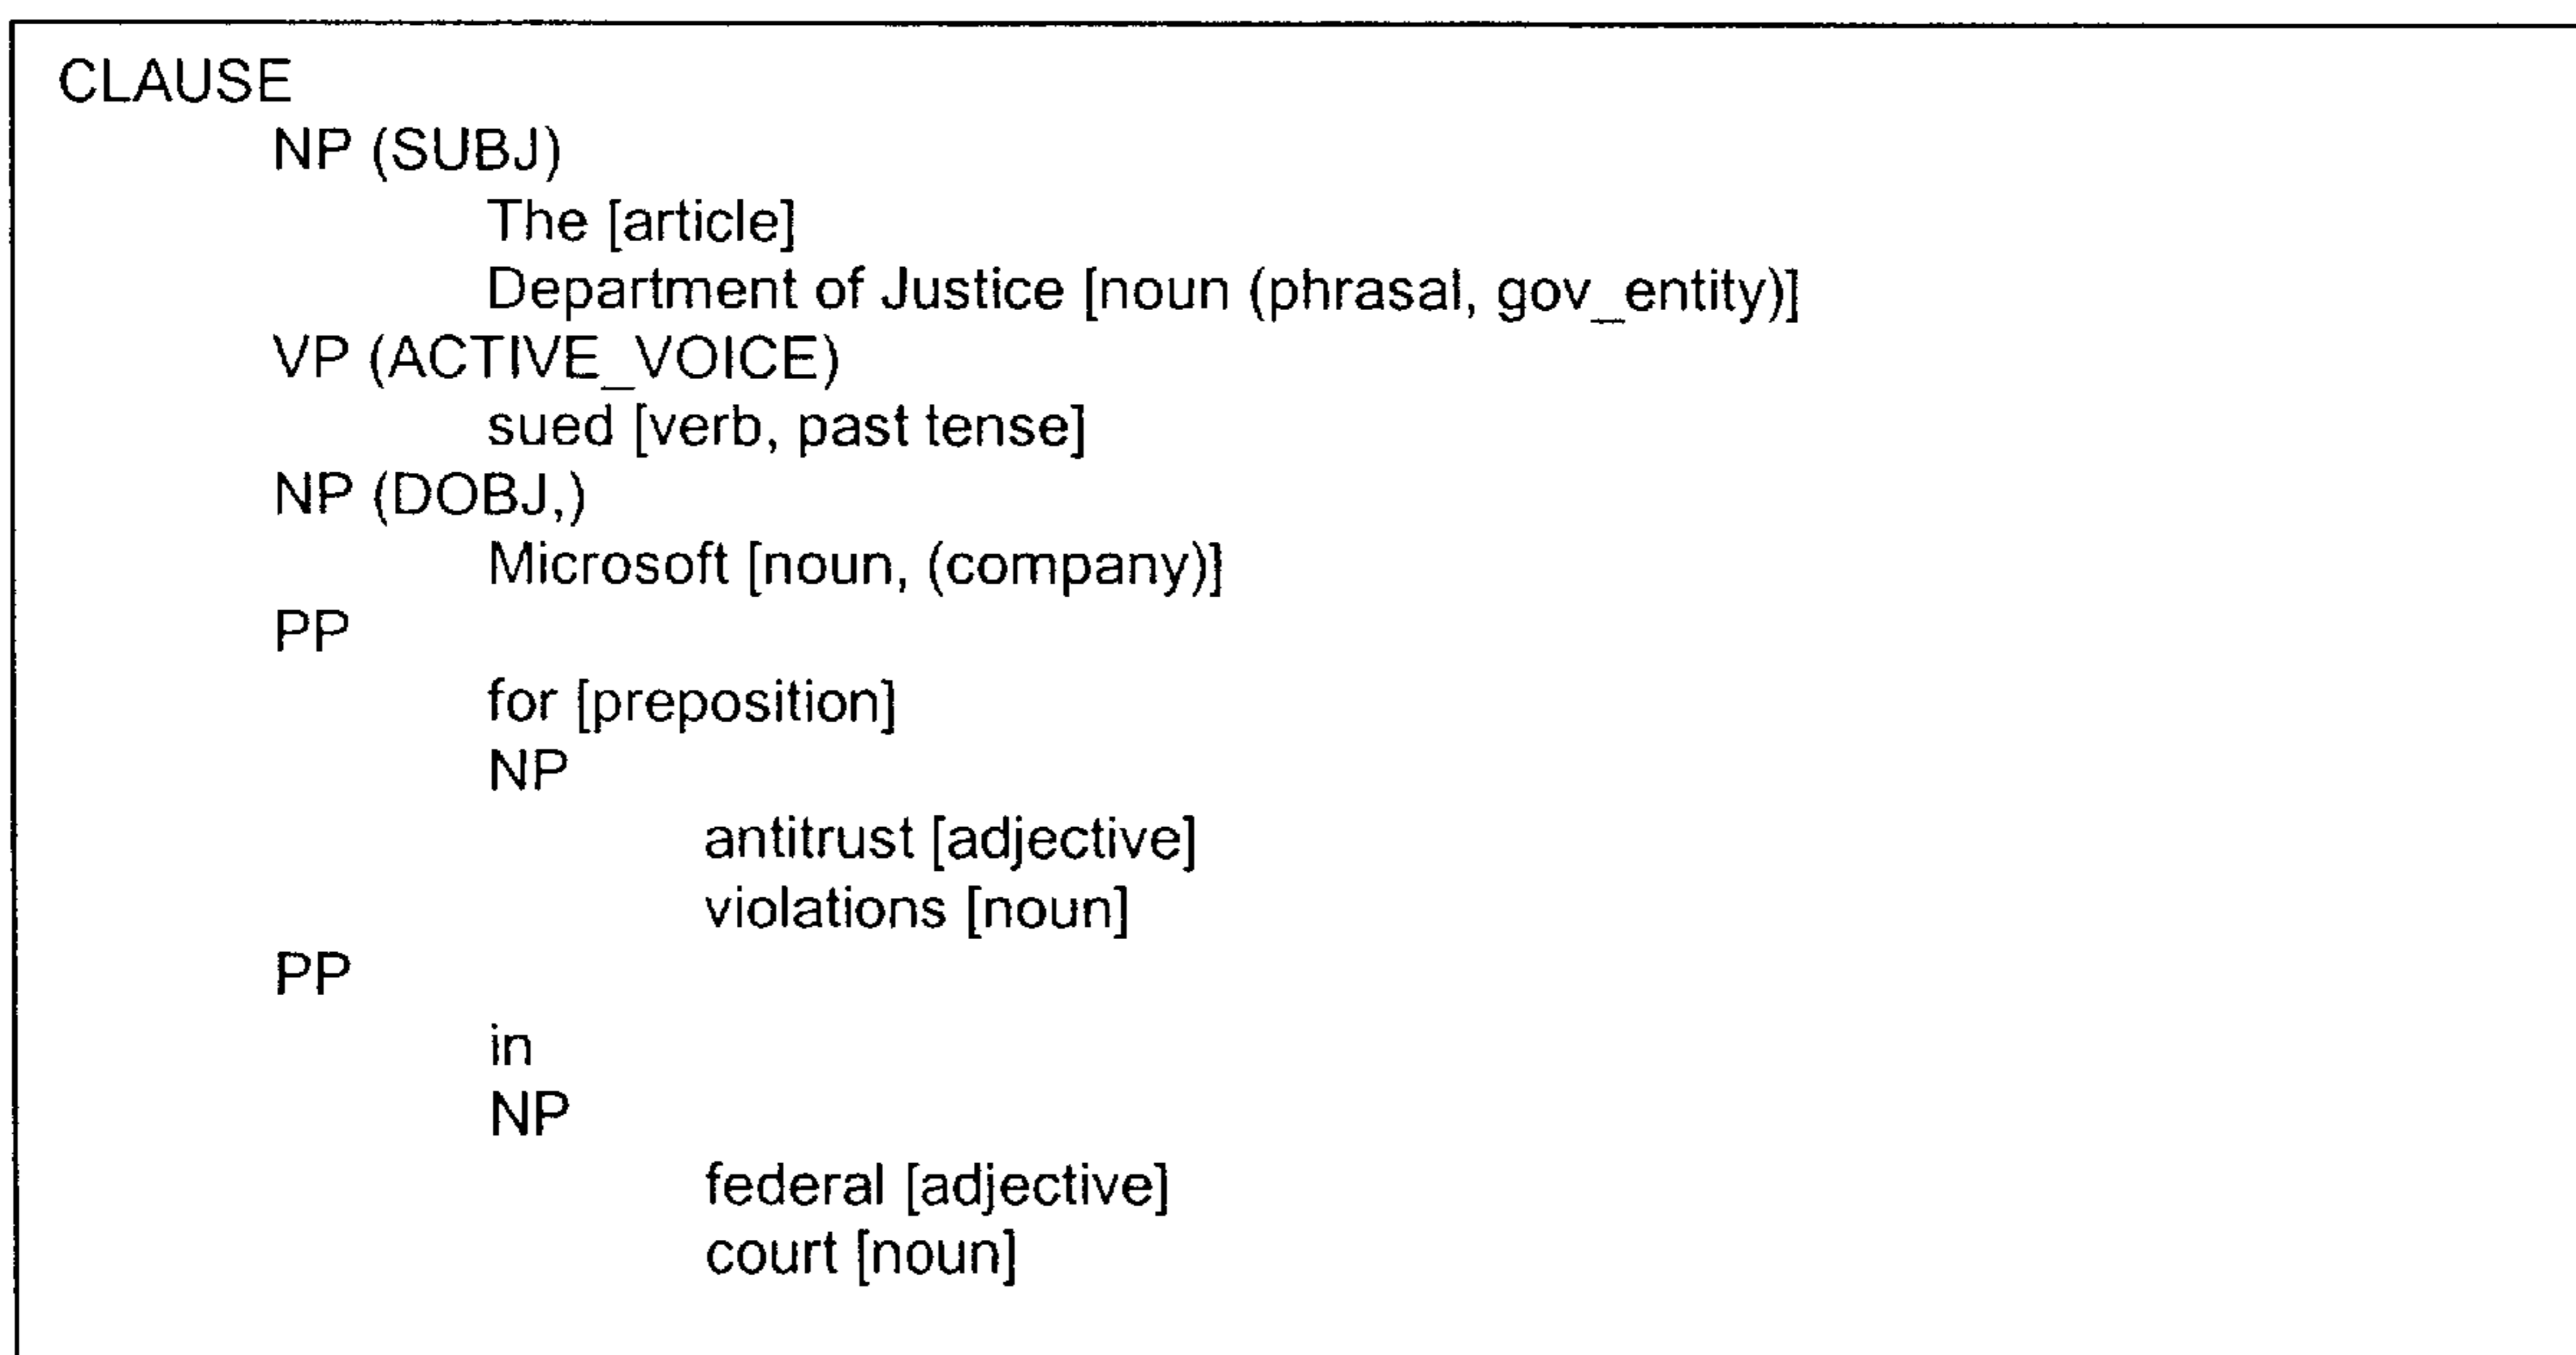 CLAUSE
NP (SUBJ)
The [article]
Department of Justice [noun (phrasal, gov_entity)]
VP (ACTIVE_VOICE)
sued [verb, past tense]
NP (DOBJ,)
Microsoft [noun, (company)]
PP
for [preposition]
NP
antitrust [adjective]
violations [noun]
PP
in
NP
federal [adjective]
court [noun]